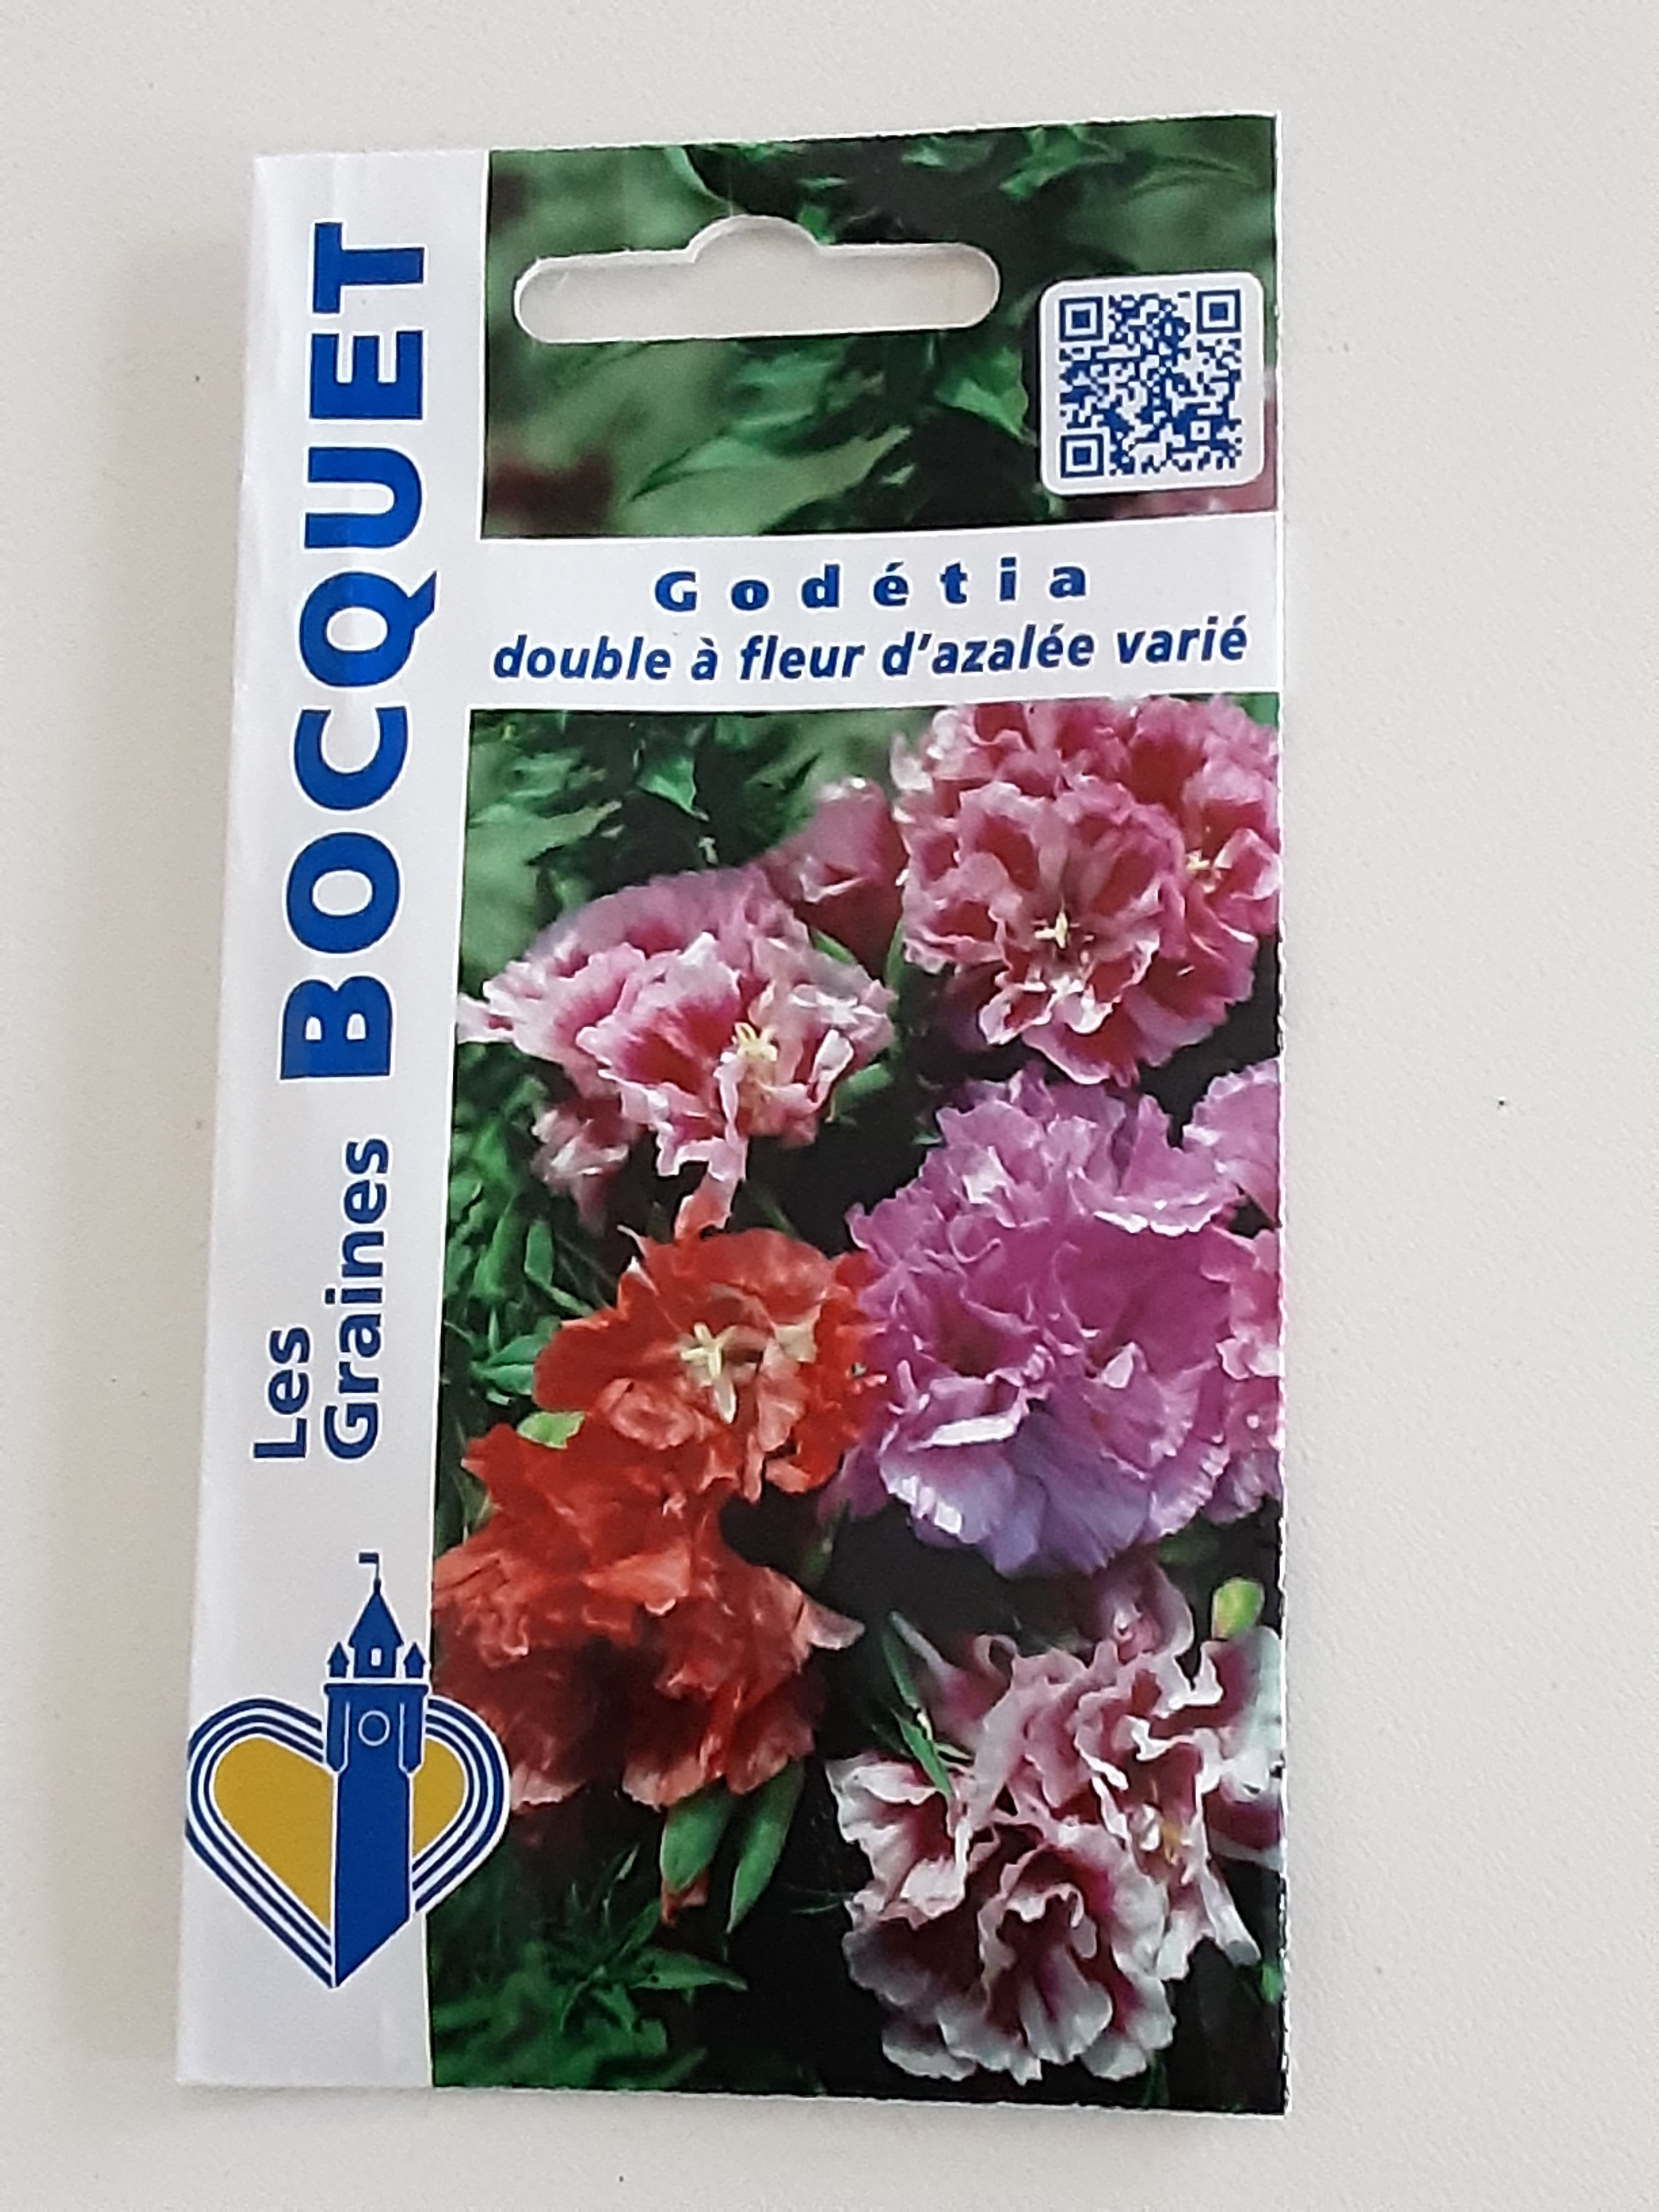 Les
Graines BOCQUET
Godétia
double à fleur d'azalée varié